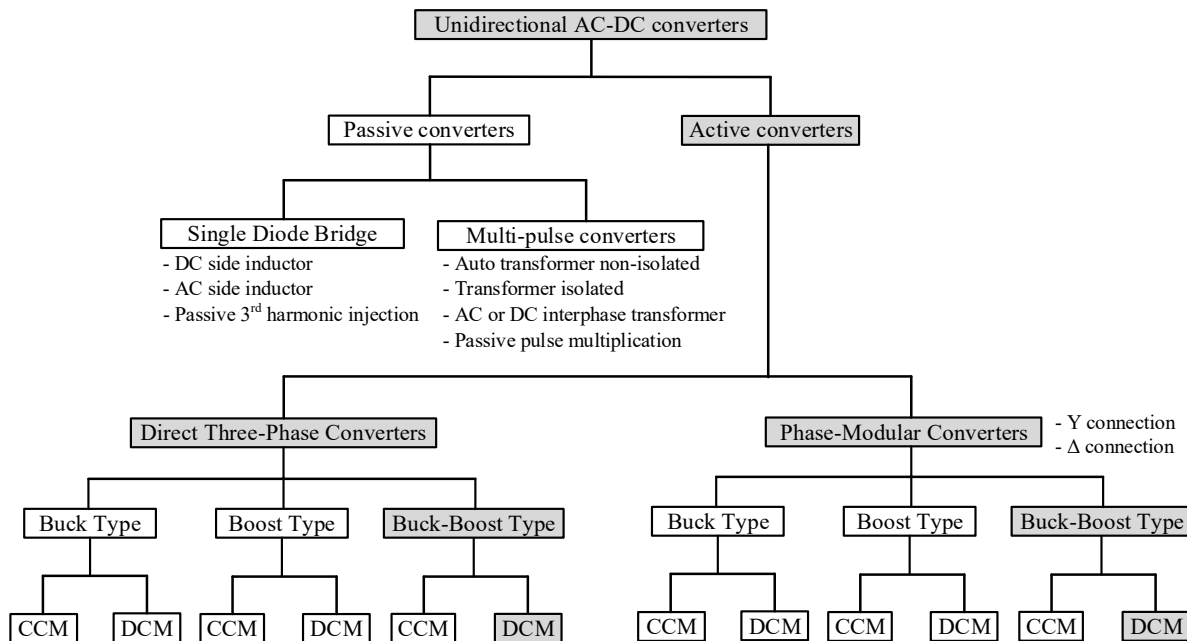 Unidirectional AC-DC converters
Passive converters
Active converters
Single Diode Bridge
- DC side inductor
- AC side inductor
- Passive 3rd harmonic injection
Multi-pulse converters
- Auto transformer non-isolated
- Transformer isolated
- AC or DC interphase transformer
- Passive pulse multiplication
Direct Three-Phase Converters
Phase-Modular Converters
- Y connection
- Δ connection
Buck Type
Boost Type
Buck-Boost Type
Buck Type
Boost Type
Buck-Boost Type
CCM
DCM
CCM
DCM
CCM
DCM
CCM
DCM
CCM
DCM
CCM
DCM